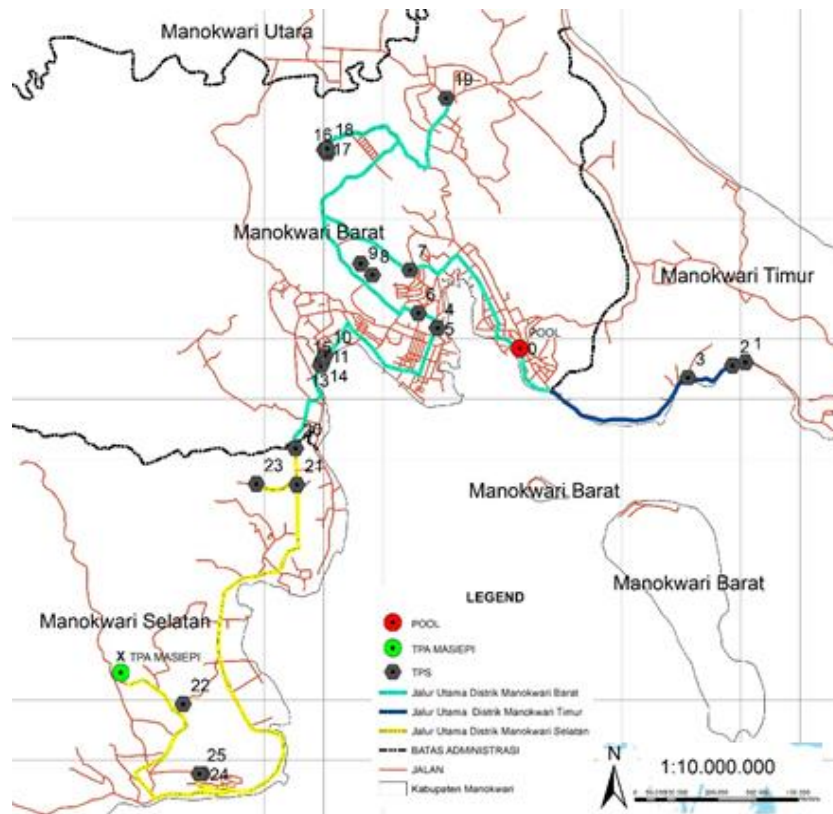 Manokwari Utara
19
16 18
17
Manokwari Barat
9
8
7
Manokwari Timur
6
4
5
POOL
0
10
11
13 14
3
2 1
23
21
Manokwari Barat
Manokwari Barat
Manokwari Selatan
X TPA MASIEPI
22
25
24
LEGEND
POOL
TPA MASIEPI
TPS
Jalur Utama Distrik Manokwari Barat
Jalur Utama Distrik Manokwari Timur
Jalur Utama Distrik Manokwari Selatan
BATAS ADMINISTRASI
JALAN
Kabupaten Manokwari
N
1:10.000.000